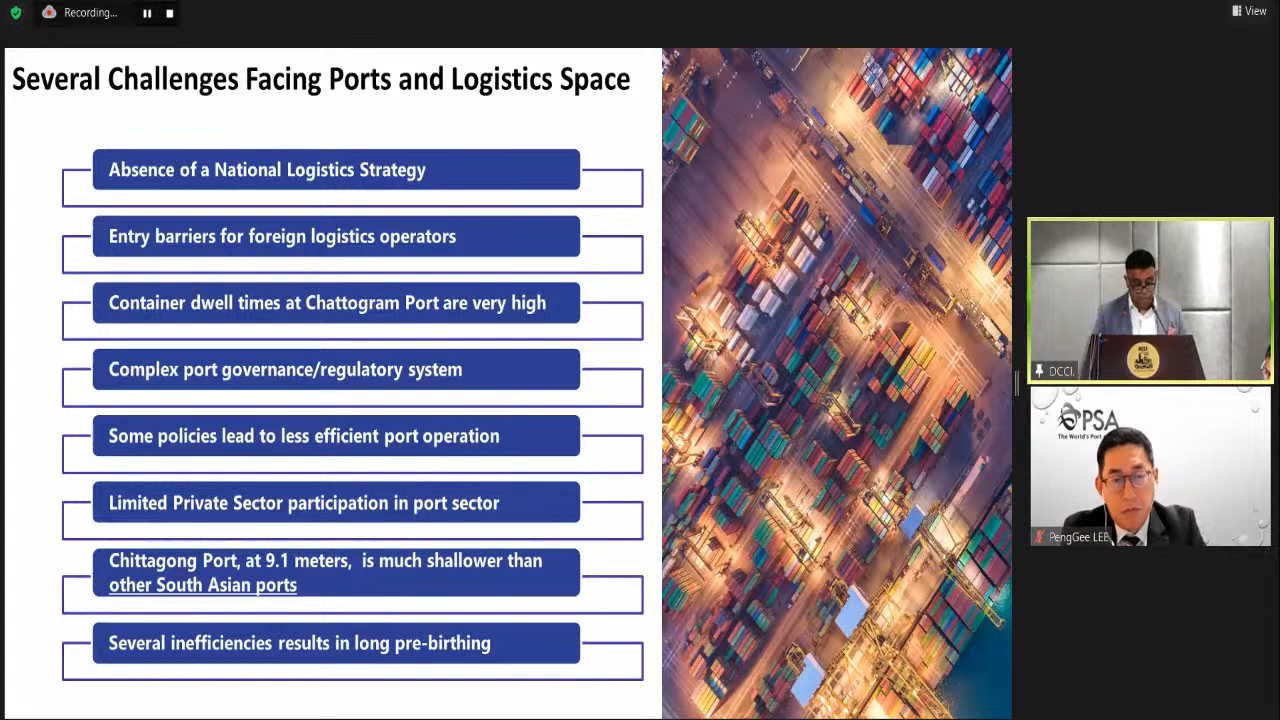 Recording...
View
Several Challenges Facing Ports and Logistics Space
Absence of a National Logistics Strategy
Entry barriers for foreign logistics operators
Container dwell times at Chattogram Port are very high
Complex port governance/regulatory system
Some policies lead to less efficient port operation
Limited Private Sector participation in port sector
Chittagong Port, at 9.1 meters, is much shallower than
other South Asian ports
Several inefficiencies results in long pre-birthing
DCCI.
PSA
The World's Port
PengGee LEE